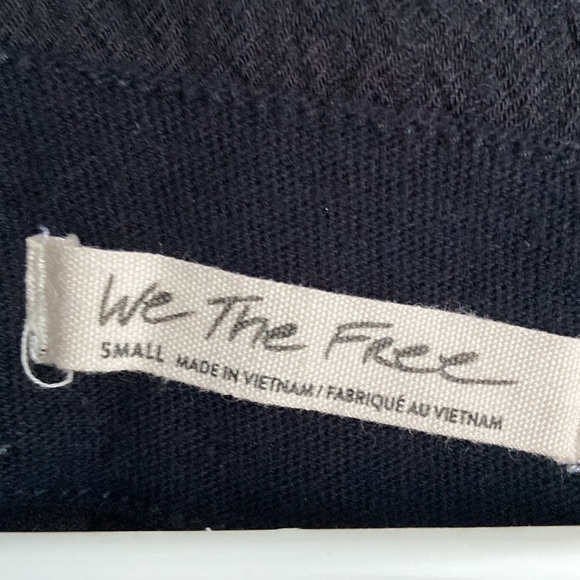 We The Free
SMALL MADE IN VIETNAM / FABRIQUÉ AU VIETNAM